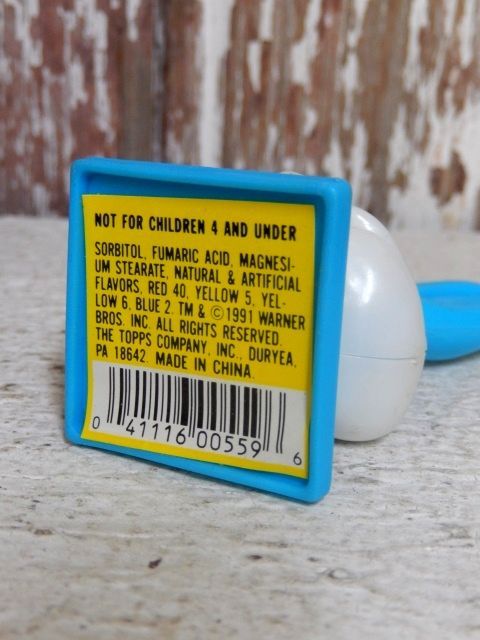 NOT FOR CHILDREN 4 AND UNDER
SORBITOL, FUMARIC ACID, MAGNESI-
UM STEARATE, NATURAL & ARTIFICIAL
FLAVORS, RED 40, YELLOW 5, YEL-
LOW 6, BLUE 2. TM & ©1991 WARNER
BROS. INC. ALL RIGHTS RESERVED.
THE TOPPS COMPANY, INC., DURYEA,
PA 18642. MADE IN CHINA.
0 41116 00559 6